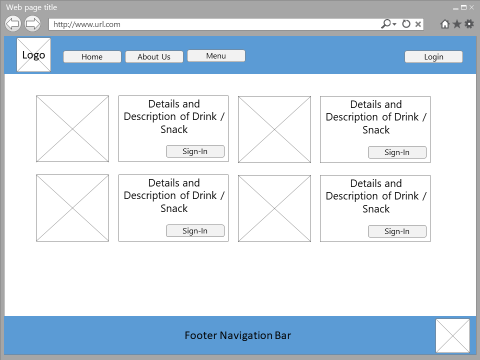 Web page title
http://www.url.com
Logo
Home
About Us
Menu
Login
Details and
Description of Drink /
Snack
Sign-In
Details and
Description of Drink /
Snack
Sign-In
Details and
Description of Drink /
Snack
Sign-In
Details and
Description of Drink /
Snack
Sign-In
Footer Navigation Bar